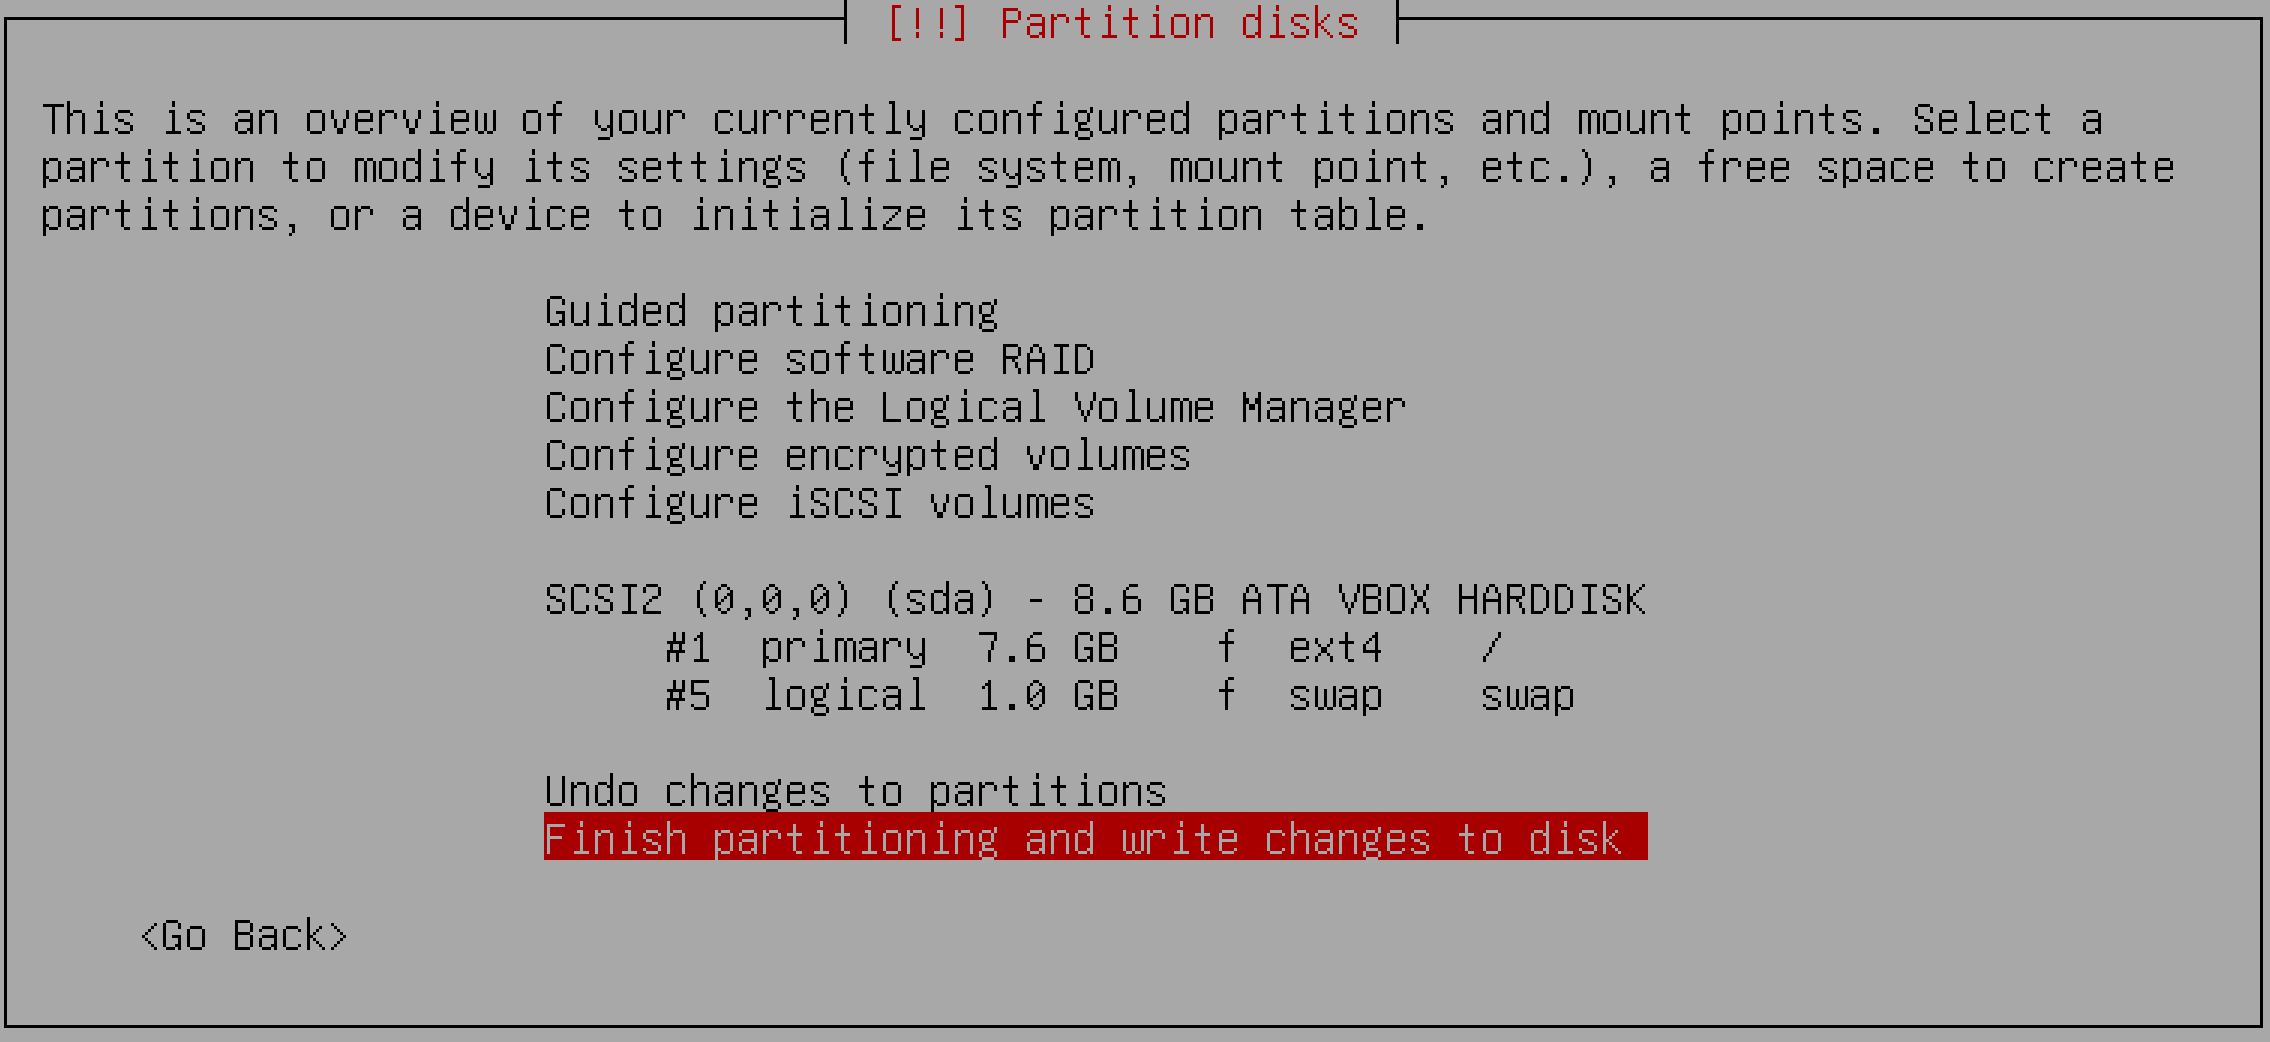 [!!] Partition disks
This is an overview of your currently configured partitions and mount points. Select a
partition to modify its settings (file system, mount point, etc.), a free space to create
partitions, or a device to initialize its partition table.
Guided partitioning
Configure software RAID
Configure the Logical Volume Manager
Configure encrypted volumes
Configure iSCSI volumes
SCSI2 (0,0,0) (sda) - 8.6 GB ATA VBOX HARDDISK
#1 primary 7.6 GB f ext4 /
#5 logical 1.0 GB f swap swap
Undo changes to partitions
Finish partitioning and write changes to disk
<Go Back>